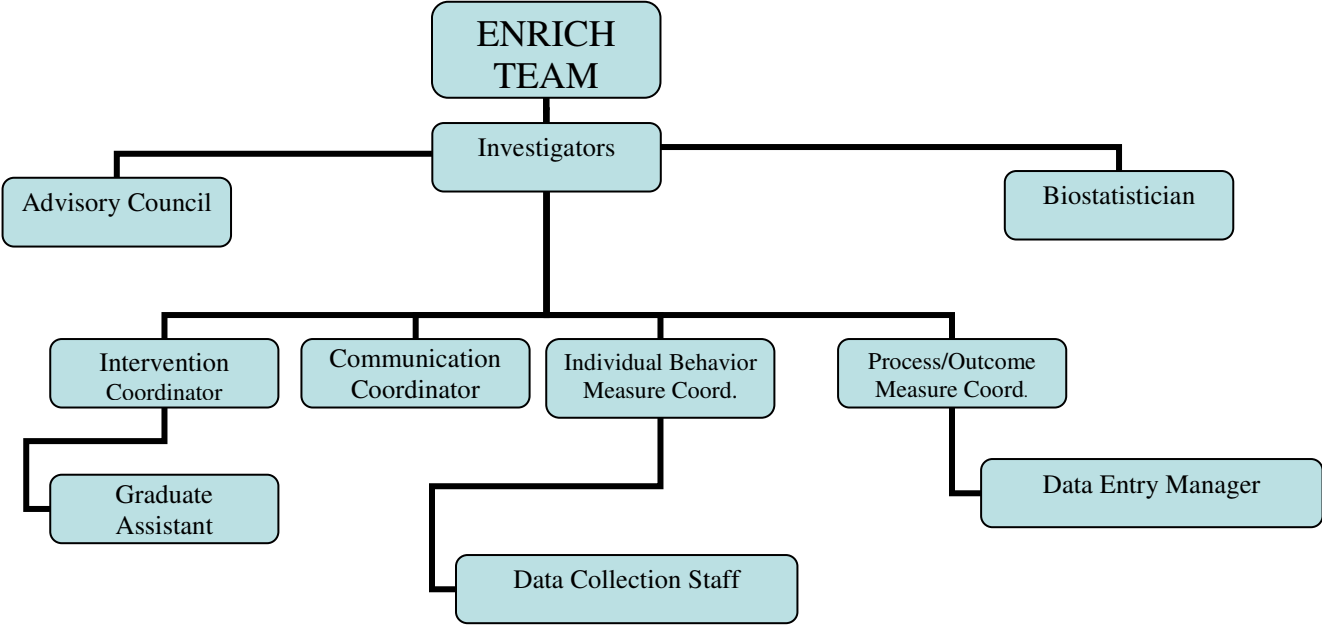 ENRICH
TEAM
Investigators
Advisory Council
Biostatistician
Intervention
Coordinator
Communication
Coordinator
Individual Behavior
Measure Coord.
Process/Outcome
Measure Coord.
Graduate
Assistant
Data Entry Manager
Data Collection Staff